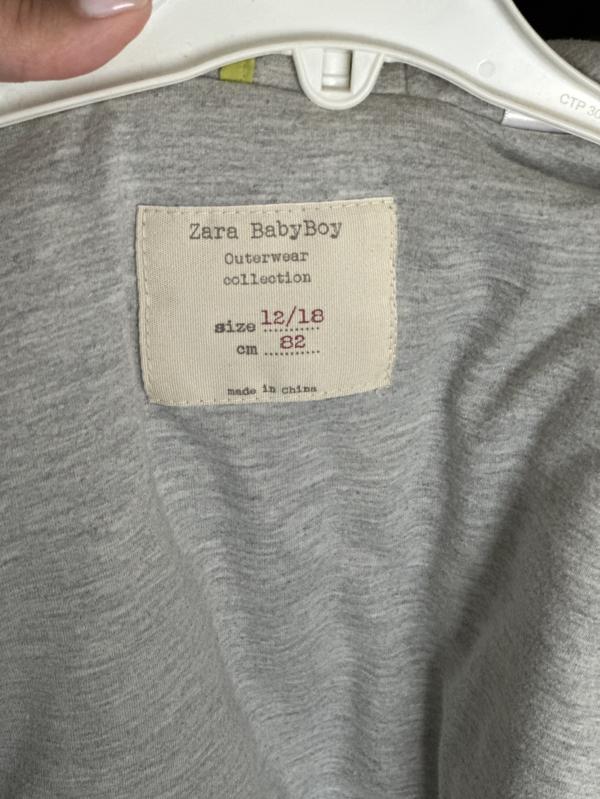 CTP 30
Zara BabyBoy
Outerwear
collection
size 12/18
cm 82
made in China